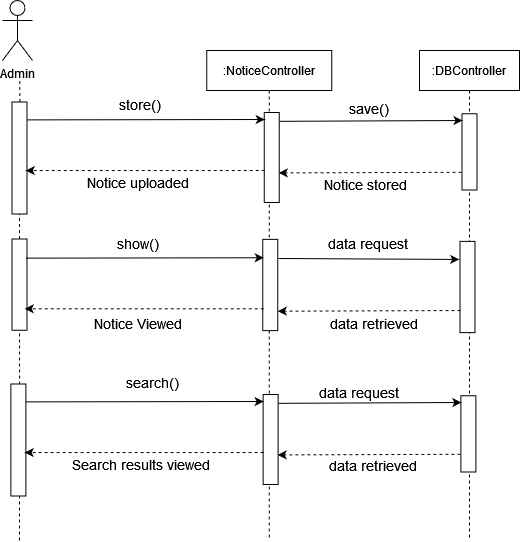 Admin
:NoticeController
:DBController
store()
save()
Notice uploaded
Notice stored
show()
data request
Notice Viewed
data retrieved
search()
data request
Search results viewed
data retrieved